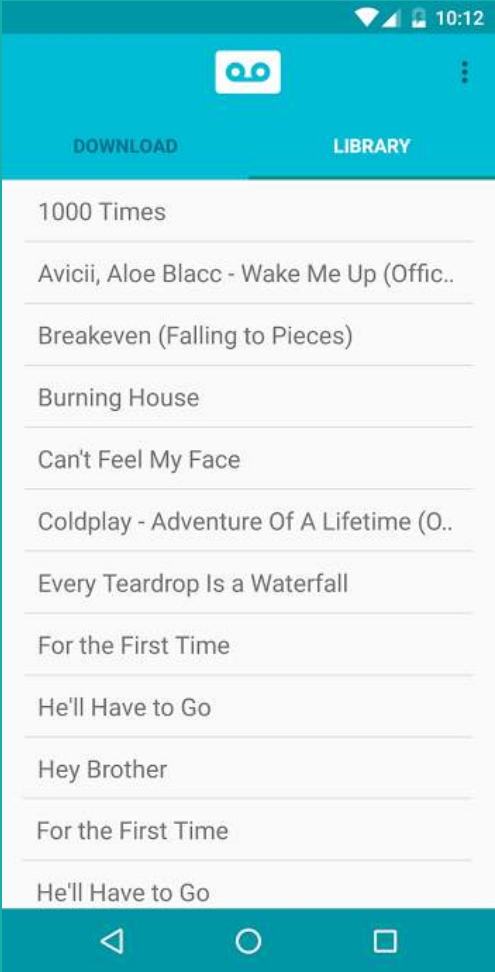 10:12
DOWNLOAD LIBRARY
1000 Times
Avicii, Aloe Blacc - Wake Me Up (Offic..
Breakeven (Falling to Pieces)
Burning House
Can't Feel My Face
Coldplay - Adventure Of A Lifetime (O..
Every Teardrop Is a Waterfall
For the First Time
He'll Have to Go
Hey Brother
For the First Time
He'll Have to Go